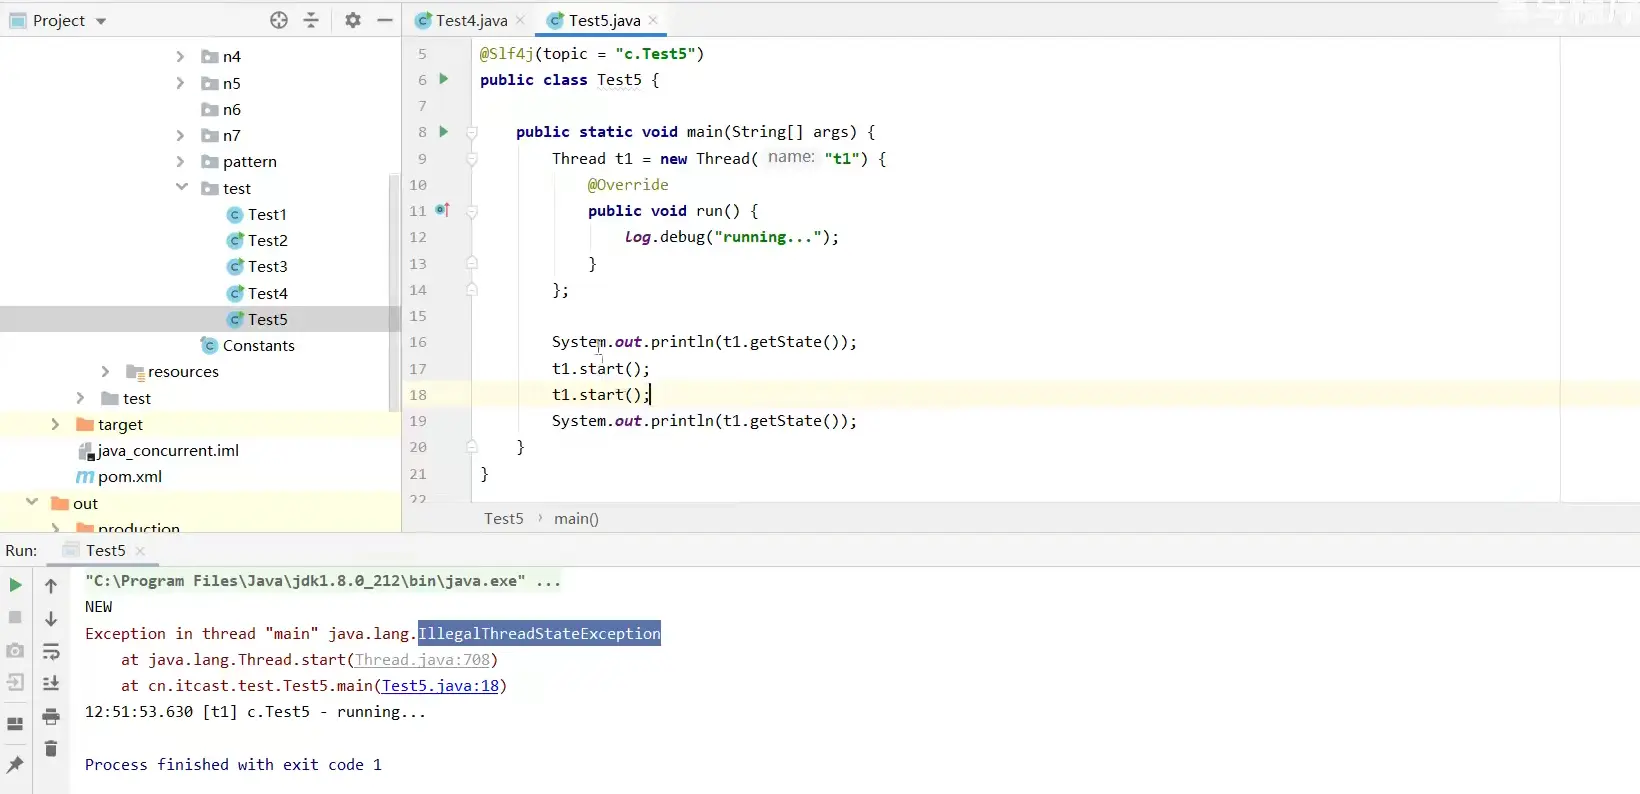 Project
n4
n5
n6
n7
pattern
test
Test1
Test2
Test3
Test4
Test5
Constants
resources
test
target
java_concurrent.iml
pom.xml
out
production
Test4.java
Test5.java
5 @Slf4j(topic = "c.Test5")
6 public class Test5 {
7
8 public static void main(String[] args) {
9 Thread t1 = new Thread( name: "t1") {
10 @Override
11 public void run() {
12 log.debug("running...");
13 }
14 };
15
16 System.out.println(t1.getState());
17 t1.start();
18 t1.start();
19 System.out.println(t1.getState());
20 }
21 }
22
Test5 › main()
Run: Test5
"C:\Program Files\Java\jdk1.8.0_212\bin\java.exe" ...
NEW
Exception in thread "main" java.lang.IllegalThreadStateException
at java.lang.Thread.start(Thread.java:708)
at cn.itcast.test.Test5.main(Test5.java:18)
12:51:53.630 [t1] c.Test5 - running...
Process finished with exit code 1